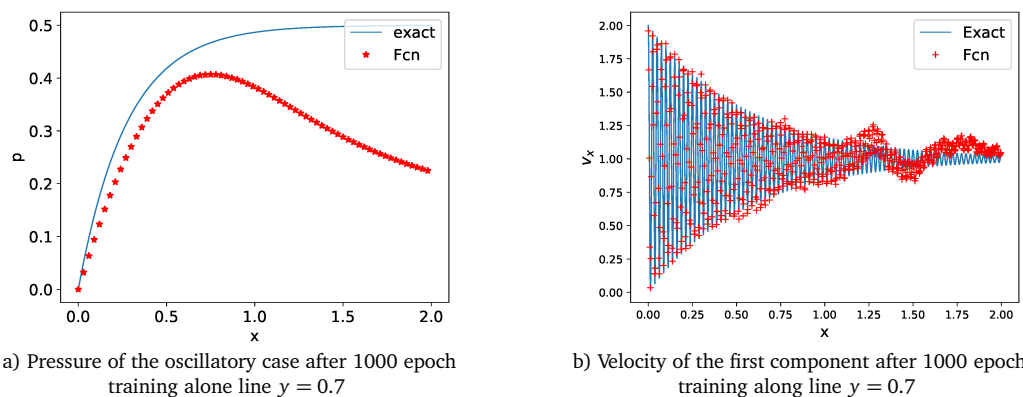 0.5
0.4
0.3
0.2
0.1
0.0
p
exact
Fcn
0.0 0.5 1.0 1.5 2.0
x
2.00
1.75
1.50
1.25
1.00
0.75
0.50
0.25
0.00
v_x
Exact
Fcn
0.00 0.25 0.50 0.75 1.00 1.25 1.50 1.75 2.00
x
a) Pressure of the oscillatory case after 1000 epoch
training alone line y = 0.7
b) Velocity of the first component after 1000 epoch
training along line y = 0.7